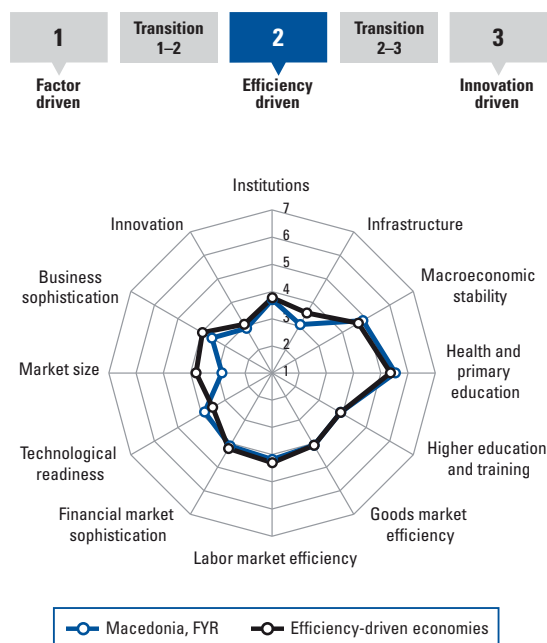 1
Transition
1–2
2
Transition
2–3
3
Factor
driven
Efficiency
driven
Innovation
driven
Institutions
7
Innovation
Infrastructure
6
5
Business
sophistication
Macroeconomic
stability
4
3
2
Market size
1
Health and
primary
education
Technological
readiness
Higher education
and training
Financial market
sophistication
Goods market
efficiency
Labor market efficiency
Macedonia, FYR
Efficiency-driven economies